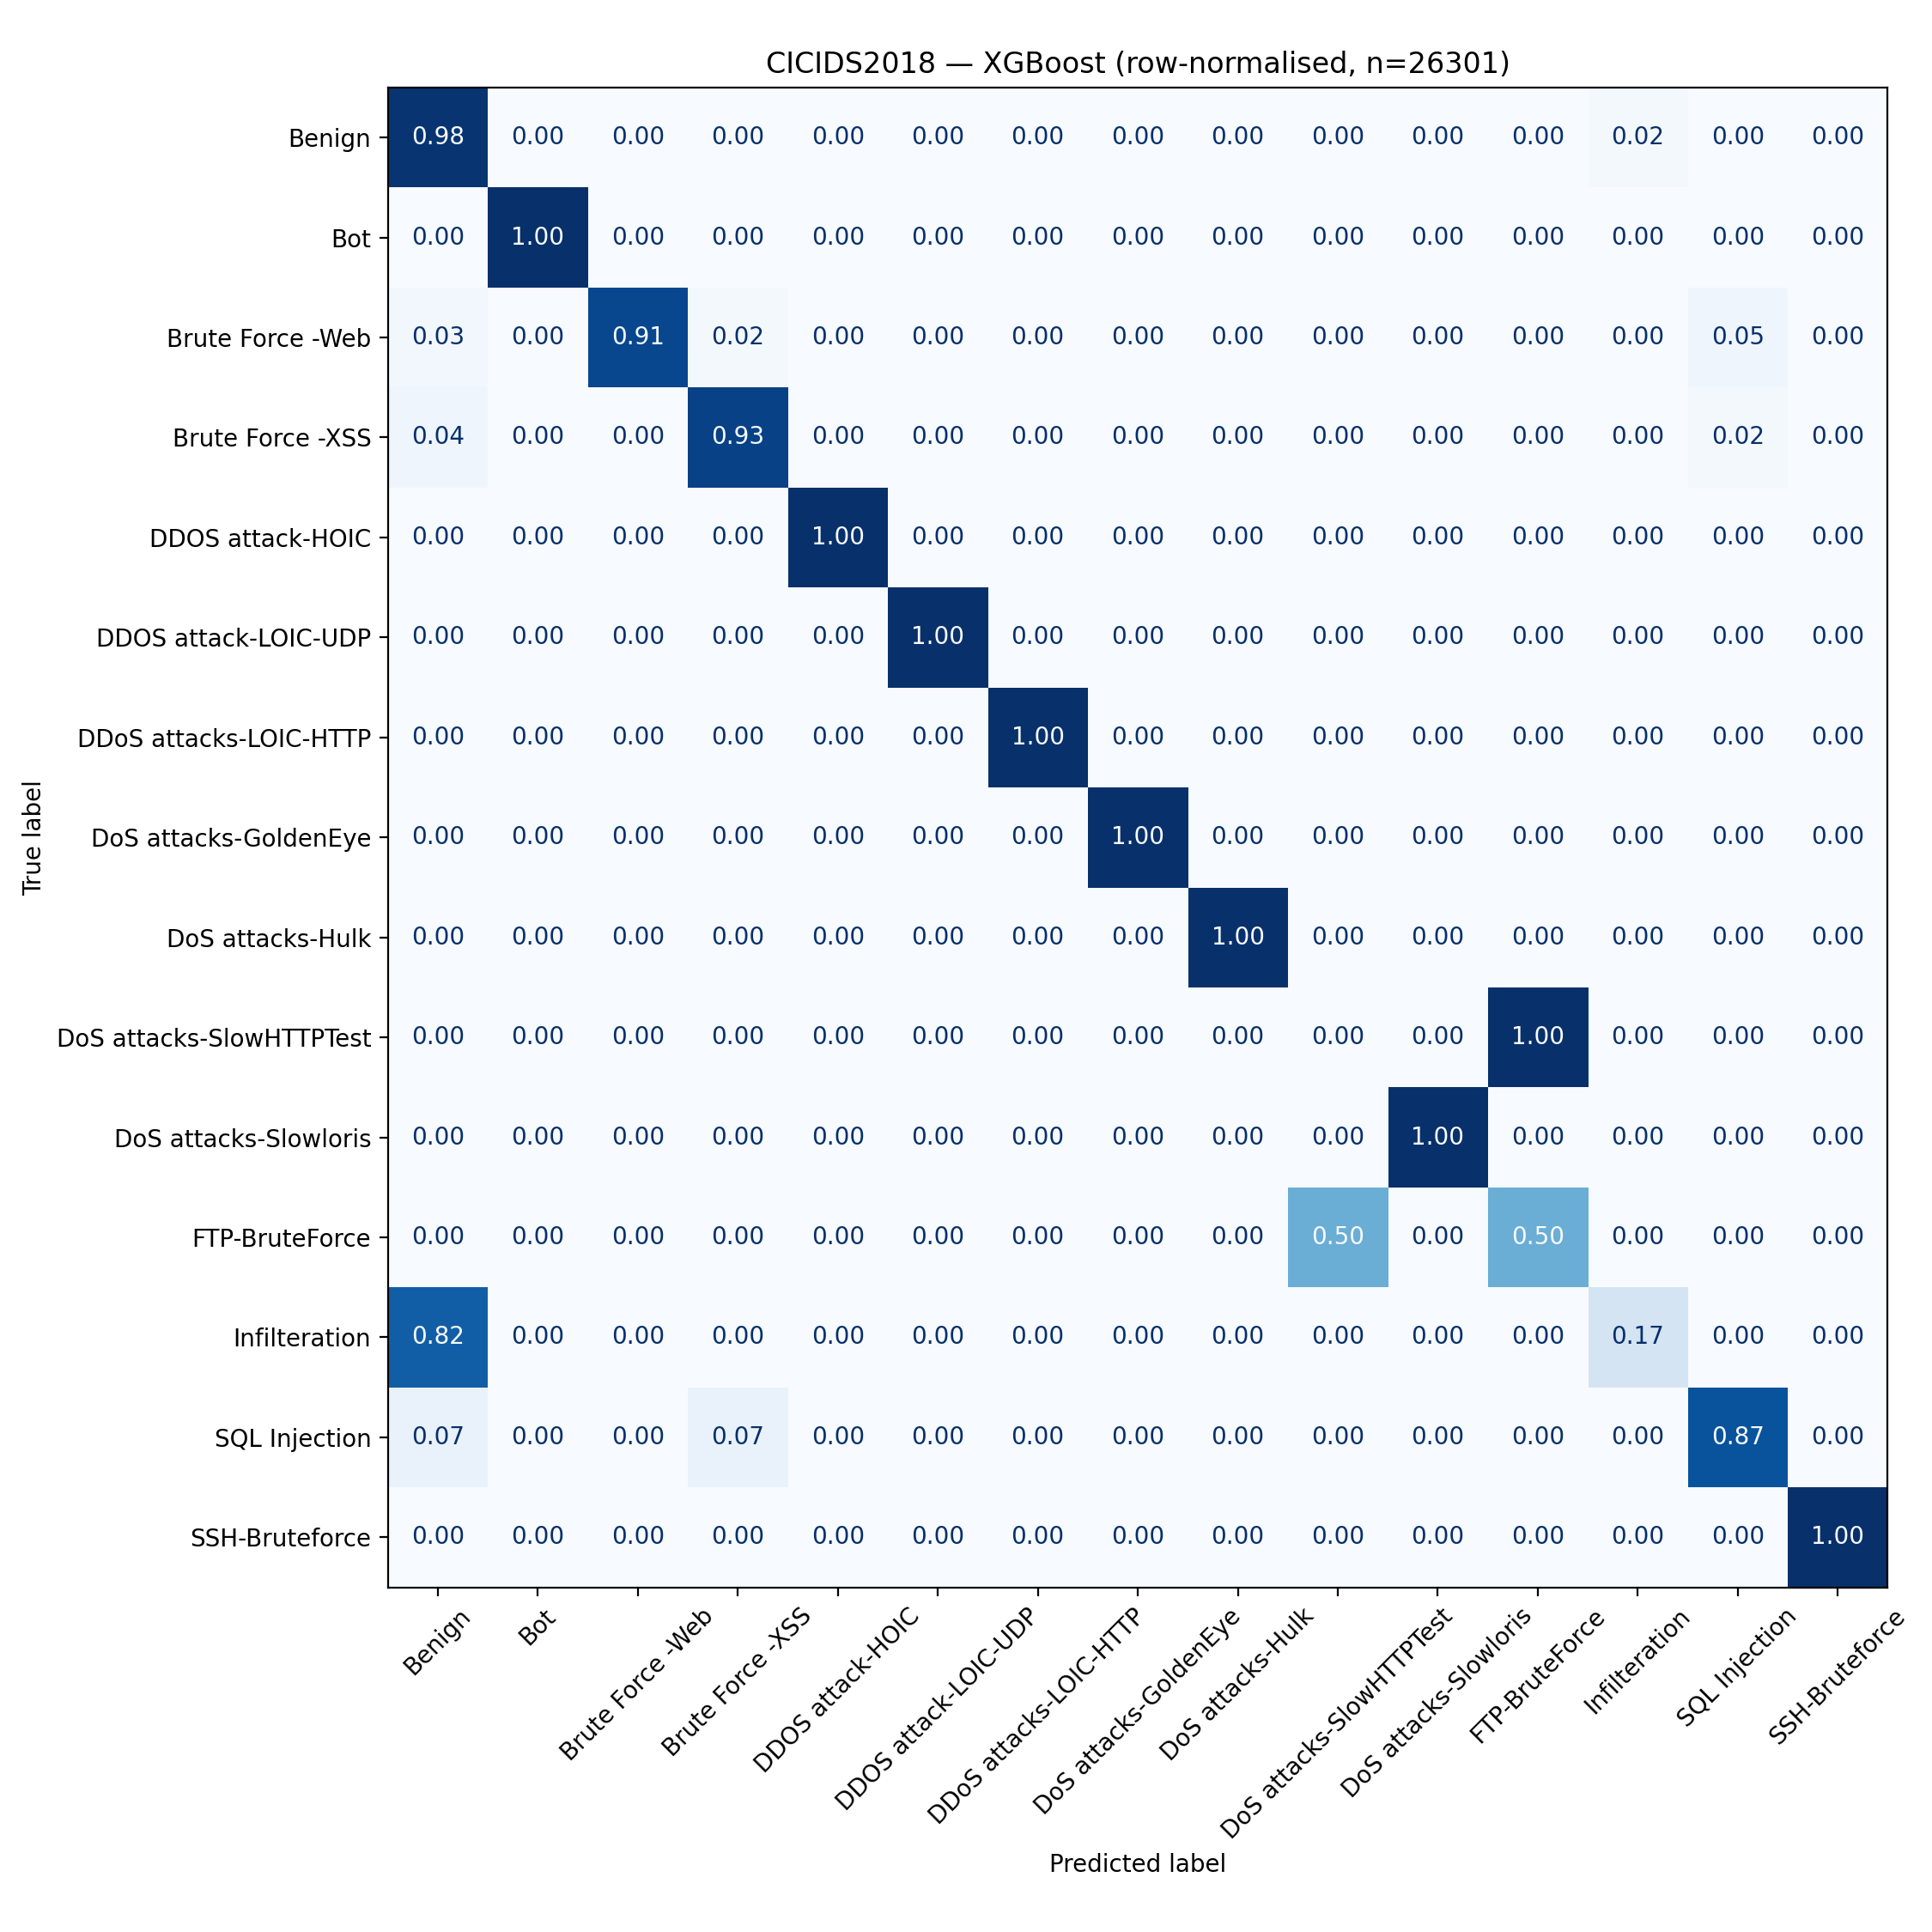 CICIDS2018 — XGBoost (row-normalised, n=26301)
True label
Benign 0.98 0.00 0.00 0.00 0.00 0.00 0.00 0.00 0.00 0.00 0.00 0.00 0.02 0.00 0.00
Bot 0.00 1.00 0.00 0.00 0.00 0.00 0.00 0.00 0.00 0.00 0.00 0.00 0.00 0.00 0.00
Brute Force -Web 0.03 0.00 0.91 0.02 0.00 0.00 0.00 0.00 0.00 0.00 0.00 0.00 0.00 0.05 0.00
Brute Force -XSS 0.04 0.00 0.00 0.93 0.00 0.00 0.00 0.00 0.00 0.00 0.00 0.00 0.00 0.02 0.00
DDOS attack-HOIC 0.00 0.00 0.00 0.00 1.00 0.00 0.00 0.00 0.00 0.00 0.00 0.00 0.00 0.00 0.00
DDOS attack-LOIC-UDP 0.00 0.00 0.00 0.00 0.00 1.00 0.00 0.00 0.00 0.00 0.00 0.00 0.00 0.00 0.00
DDoS attacks-LOIC-HTTP 0.00 0.00 0.00 0.00 0.00 0.00 1.00 0.00 0.00 0.00 0.00 0.00 0.00 0.00 0.00
DoS attacks-GoldenEye 0.00 0.00 0.00 0.00 0.00 0.00 0.00 1.00 0.00 0.00 0.00 0.00 0.00 0.00 0.00
DoS attacks-Hulk 0.00 0.00 0.00 0.00 0.00 0.00 0.00 0.00 1.00 0.00 0.00 0.00 0.00 0.00 0.00
DoS attacks-SlowHTTPTest 0.00 0.00 0.00 0.00 0.00 0.00 0.00 0.00 0.00 0.00 0.00 1.00 0.00 0.00 0.00
DoS attacks-Slowloris 0.00 0.00 0.00 0.00 0.00 0.00 0.00 0.00 0.00 0.00 1.00 0.00 0.00 0.00 0.00
FTP-BruteForce 0.00 0.00 0.00 0.00 0.00 0.00 0.00 0.00 0.00 0.50 0.00 0.50 0.00 0.00 0.00
Infilteration 0.82 0.00 0.00 0.00 0.00 0.00 0.00 0.00 0.00 0.00 0.00 0.00 0.17 0.00 0.00
SQL Injection 0.07 0.00 0.00 0.07 0.00 0.00 0.00 0.00 0.00 0.00 0.00 0.00 0.00 0.87 0.00
SSH-Bruteforce 0.00 0.00 0.00 0.00 0.00 0.00 0.00 0.00 0.00 0.00 0.00 0.00 0.00 0.00 1.00
Benign
Bot
Brute Force -Web
Brute Force -XSS
DDOS attack-HOIC
DDOS attack-LOIC-UDP
DDoS attacks-LOIC-HTTP
DoS attacks-GoldenEye
DoS attacks-Hulk
DoS attacks-SlowHTTPTest
DoS attacks-Slowloris
FTP-BruteForce
Infilteration
SQL Injection
SSH-Bruteforce
Predicted label